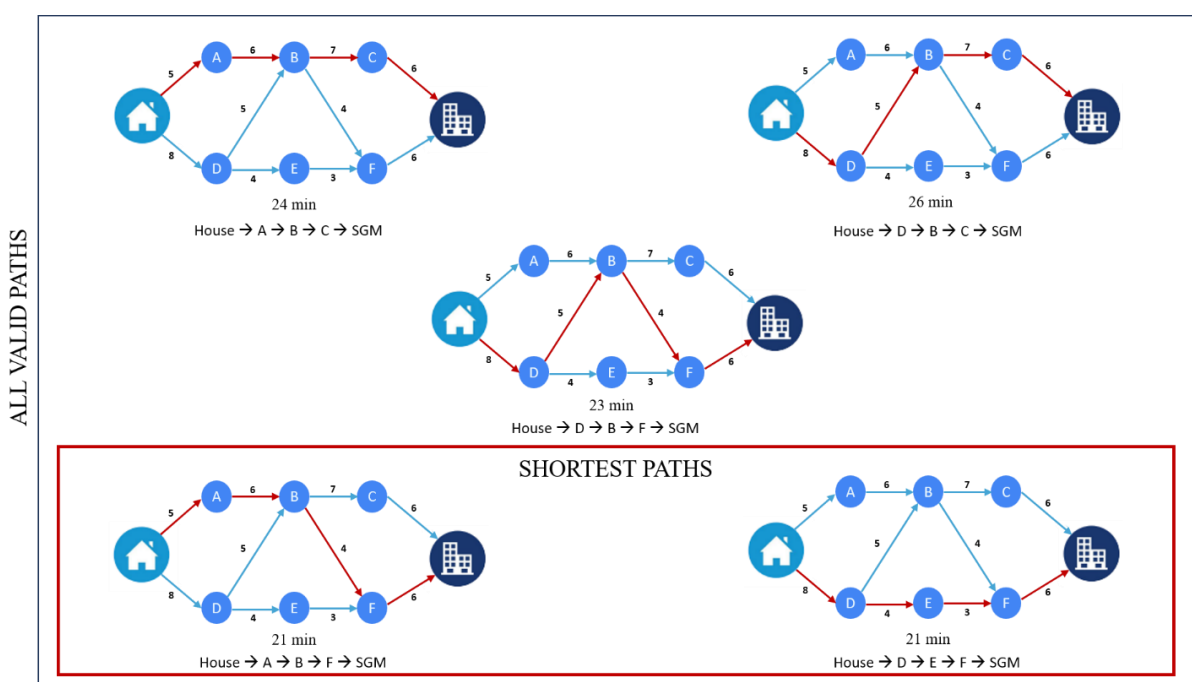 ALL VALID PATHS
6 7
A B C
5 6
5 4
8 6
D E F
4 3
24 min
House → A → B → C → SGM
6 7
A B C
5 6
5 4
8 6
D E F
4 3
26 min
House → D → B → C → SGM
6 7
A B C
5 6
5 4
8 6
D E F
4 3
23 min
House → D → B → F → SGM
SHORTEST PATHS
6 7
A B C
5 6
5 4
8 6
D E F
4 3
21 min
House → A → B → F → SGM
6 7
A B C
5 6
5 4
8 6
D E F
4 3
21 min
House → D → E → F → SGM